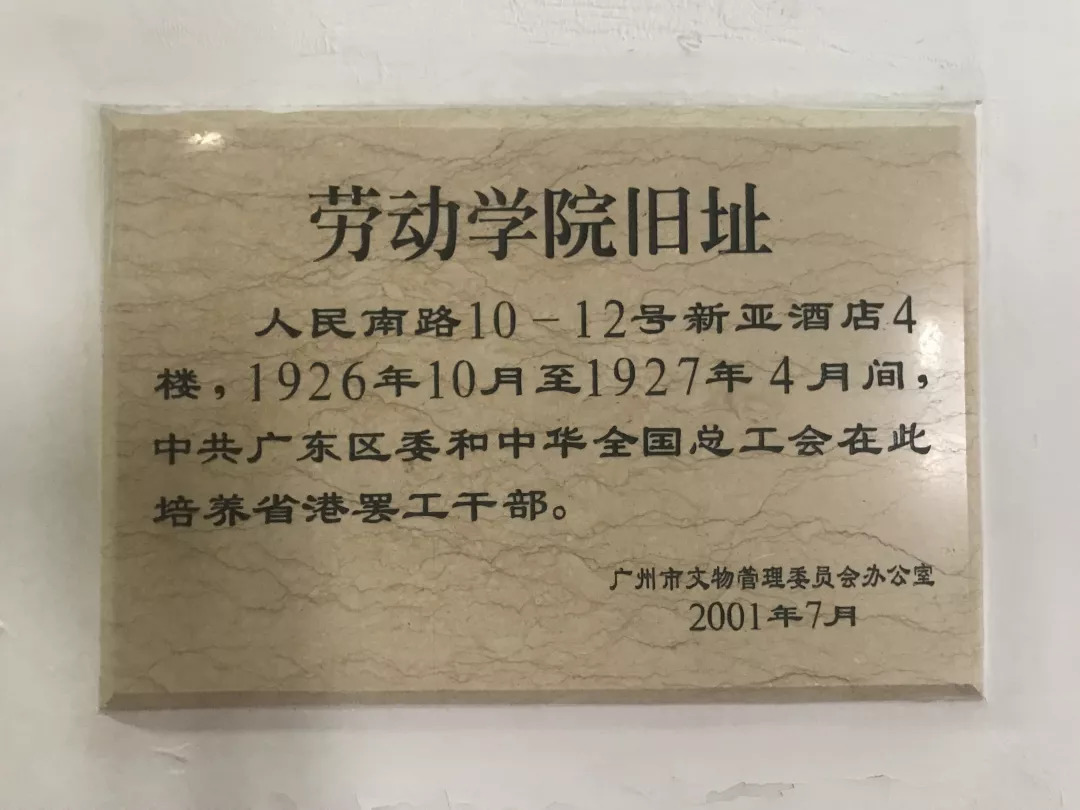 劳动学院旧址
人民南路10-12号新亚酒店4
楼，1926年10月至1927年4月间，
中共广东区委和中华全国总工会在此
培养省港罢工干部。
广州市文物管理委员会办公室
2001年7月